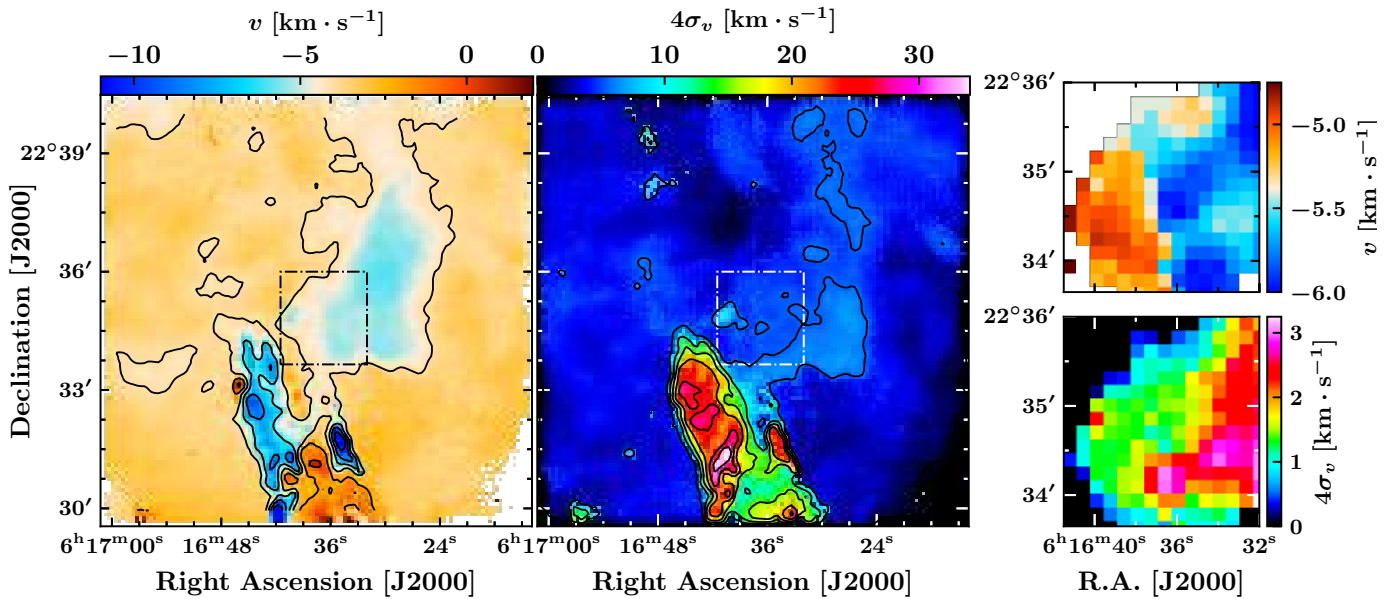 v [km · s−1]
−10 −5 0
4σv [km · s−1]
0 10 20 30
Declination [J2000]
22°39′
36′
33′
30′
6h17m00s 16m48s 36s 24s
Right Ascension [J2000]
6h17m00s 16m48s 36s 24s
Right Ascension [J2000]
22°36′
35′
34′
−5.0
−5.5
−6.0
v [km · s−1]
22°36′
35′
34′
3
2
1
0
4σv [km · s−1]
6h16m40s 36s 32s
R.A. [J2000]